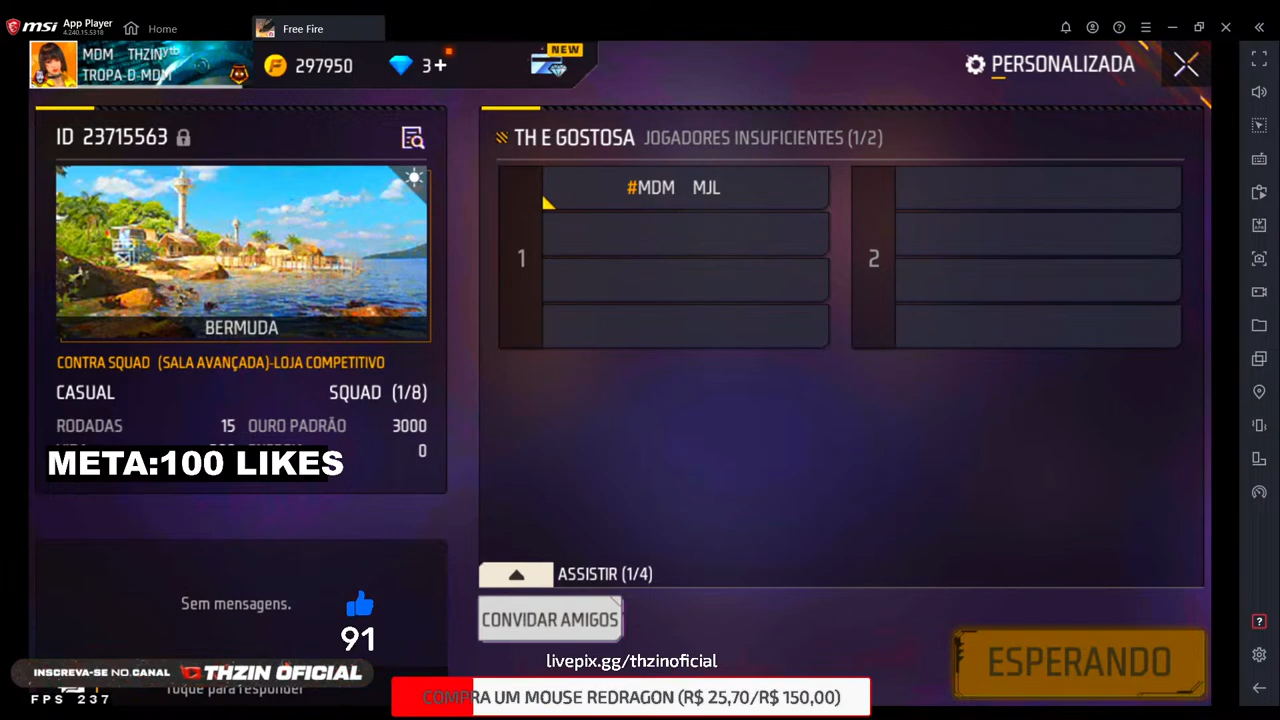 msi App Player
4.240.15.5318
Home
Free Fire
MDM THZINytb
TROPA-D-MDM
297950
3+
NEW
PERSONALIZADA
ID 23715563
BERMUDA
CONTRA SQUAD (SALA AVANÇADA)-LOJA COMPETITIVO
CASUAL SQUAD (1/8)
RODADAS 15 OURO PADRÃO 3000
0
META:100 LIKES
TH E GOSTOSA JOGADORES INSUFICIENTES (1/2)
#MDM MJL
1
2
ASSISTIR (1/4)
CONVIDAR AMIGOS
Sem mensagens.
91
INSCREVA-SE NO CANAL THZIN OFICIAL
Toque para responder
FPS 237
livepix.gg/thzinoficial
COMPRA UM MOUSE REDRAGON (R$ 25,70/R$ 150,00)
ESPERANDO